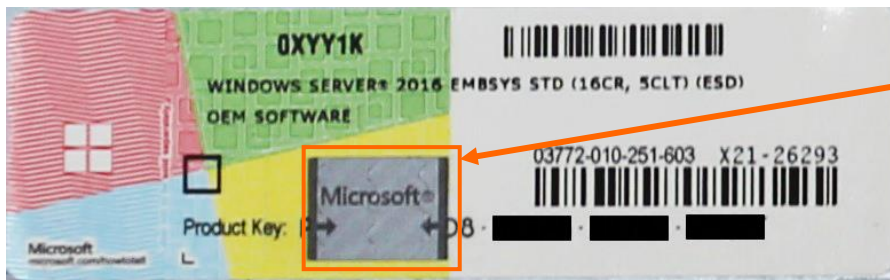 0XYY1K
WINDOWS SERVER® 2016 EMBSYS STD (16CR, 5CLT) (ESD)
OEM SOFTWARE
03772-010-251-603 X21-26293
Microsoft®
Product Key: D8 - - -
Microsoft
microsoft.com/howtotell